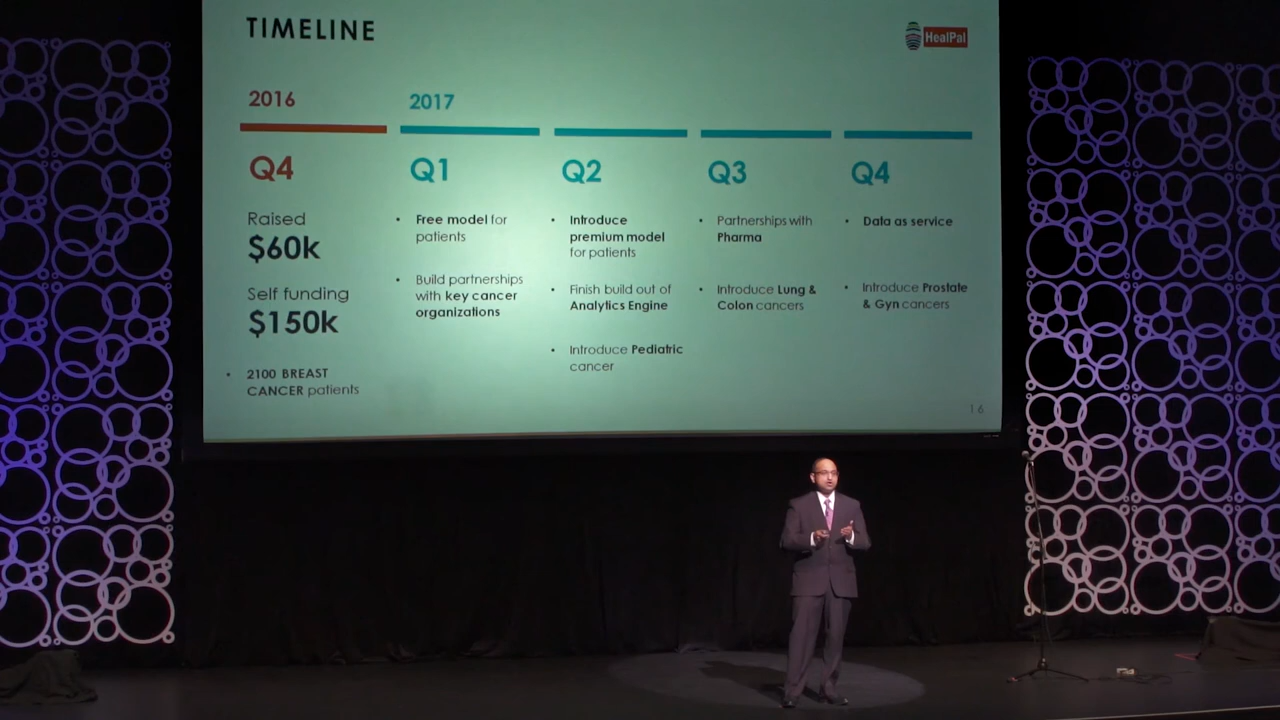 TIMELINE
HealPal
2016
2017
Q4
Q1
Q2
Q3
Q4
Raised
$60k
Self funding
$150k
• 2100 BREAST
CANCER patients
• Free model for
patients
• Build partnerships
with key cancer
organizations
• Introduce
premium model
for patients
• Finish build out of
Analytics Engine
• Introduce Pediatric
cancer
• Partnerships with
Pharma
• Introduce Lung &
Colon cancers
• Data as service
• Introduce Prostate
& Gyn cancers
16